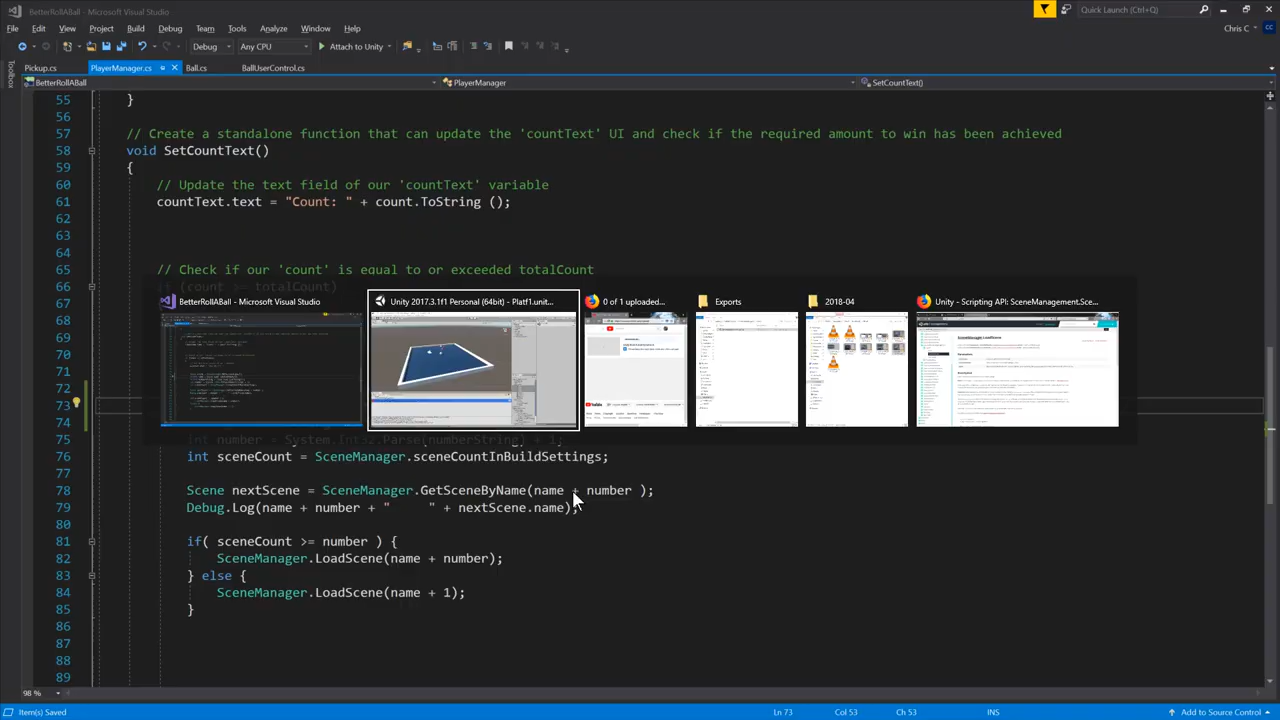 BetterRollABall
Quick Launch (Ctrl+Q)
File Edit View Project Build Debug Team Tools Analyze Window Help
Chris C
CC
Debug Any CPU Attach to Unity
Pickup.cs PlayerManager.cs Ball.cs BallUserControl.cs
BetterRollABall PlayerManager SetCountText()
Toolbox
55 }
56
57 // Create a standalone function that can update the 'countText' UI and check if the required amount to win has been achieved
58 void SetCountText()
59 {
60 // Update the text field of our 'countText' variable
61 countText.text = "Count: " + count.ToString ();
62
63
64
65 // Check if our 'count' is equal to or exceeded totalCount
66 if (count >= totalCount)
BetterRollABall - Microsoft Visual Studio
Unity 2017.3.1f1 Personal (64bit) - Platf1.unit...
0 of 1 uploaded...
Exports
2018-04
Unity - Scripting API: SceneManagement.Sce...
67
68
69
70
71
72
73
74
75
76 int sceneCount = SceneManager.sceneCountInBuildSettings;
77
78 Scene nextScene = SceneManager.GetSceneByName(name + number );
79 Debug.Log(name + number + " " + nextScene.name);
80
81 if( sceneCount >= number ) {
82 SceneManager.LoadScene(name + number);
83 } else {
84 SceneManager.LoadScene(name + 1);
85 }
86
87
88
89
98 %
Item(s) Saved Ln 73 Col 53 Ch 53 INS Add to Source Control